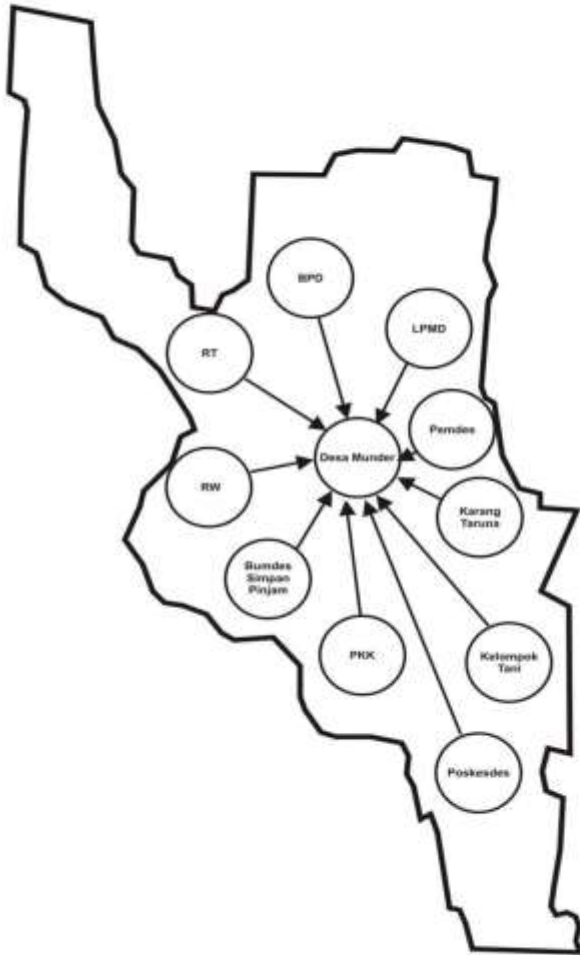 BPD
LPMD
RT
Pemdes
Desa Munder
RW
Karang
Taruna
Bumdes
Simpan
Pinjam
PKK
Kelompok
Tani
Poskesdes